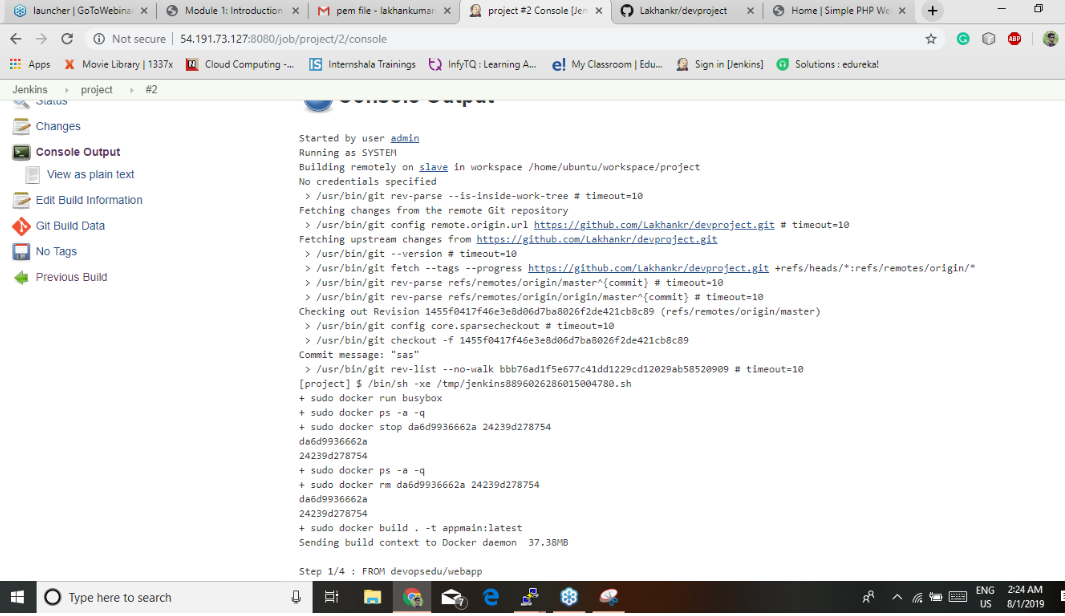 launcher | GoToWebina
Module 1: Introduction
pem file - lakhankumar
project #2 Console [Jen
Lakhankr/devproject
Home | Simple PHP We
Not secure | 54.191.73.127:8080/job/project/2/console
ABP
Apps
Movie Library | 1337x
Cloud Computing -...
Internshala Trainings
InfyTQ : Learning A...
My Classroom | Edu...
Sign in [Jenkins]
Solutions : edureka!
Jenkins
project
#2
Status
Changes
Console Output
View as plain text
Edit Build Information
Git Build Data
No Tags
Previous Build
Console Output
Started by user admin
Running as SYSTEM
Building remotely on slave in workspace /home/ubuntu/workspace/project
No credentials specified
> /usr/bin/git rev-parse --is-inside-work-tree # timeout=10
Fetching changes from the remote Git repository
> /usr/bin/git config remote.origin.url https://github.com/Lakhankr/devproject.git # timeout=10
Fetching upstream changes from https://github.com/Lakhankr/devproject.git
> /usr/bin/git --version # timeout=10
> /usr/bin/git fetch --tags --progress https://github.com/Lakhankr/devproject.git +refs/heads/*:refs/remotes/origin/*
> /usr/bin/git rev-parse refs/remotes/origin/master^{commit} # timeout=10
> /usr/bin/git rev-parse refs/remotes/origin/origin/master^{commit} # timeout=10
Checking out Revision 1455f0417f46e3e8d06d7ba8026f2de421cb8c89 (refs/remotes/origin/master)
> /usr/bin/git config core.sparsecheckout # timeout=10
> /usr/bin/git checkout -f 1455f0417f46e3e8d06d7ba8026f2de421cb8c89
Commit message: "sas"
> /usr/bin/git rev-list --no-walk bbb76ad1f5e677c41dd1229cd12029ab58520909 # timeout=10
[project] $ /bin/sh -xe /tmp/jenkins8896026286015004780.sh
+ sudo docker run busybox
+ sudo docker ps -a -q
+ sudo docker stop da6d9936662a 24239d278754
da6d9936662a
24239d278754
+ sudo docker ps -a -q
+ sudo docker rm da6d9936662a 24239d278754
da6d9936662a
24239d278754
+ sudo docker build . -t appmain:latest
Sending build context to Docker daemon  37.38MB
Step 1/4 : FROM devopsedu/webapp
Type here to search
7
ENG
US
2:24 AM
8/1/2019